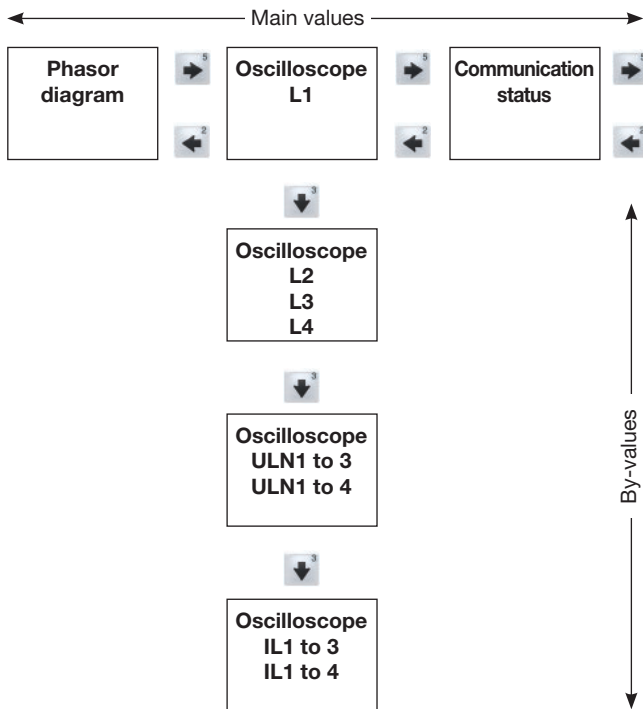 Main values
Phasor
diagram
5
2
Oscilloscope
L1
5
2
Communication
status
5
2
3
Oscilloscope
L2
L3
L4
3
Oscilloscope
ULN1 to 3
ULN1 to 4
3
Oscilloscope
IL1 to 3
IL1 to 4
By-values